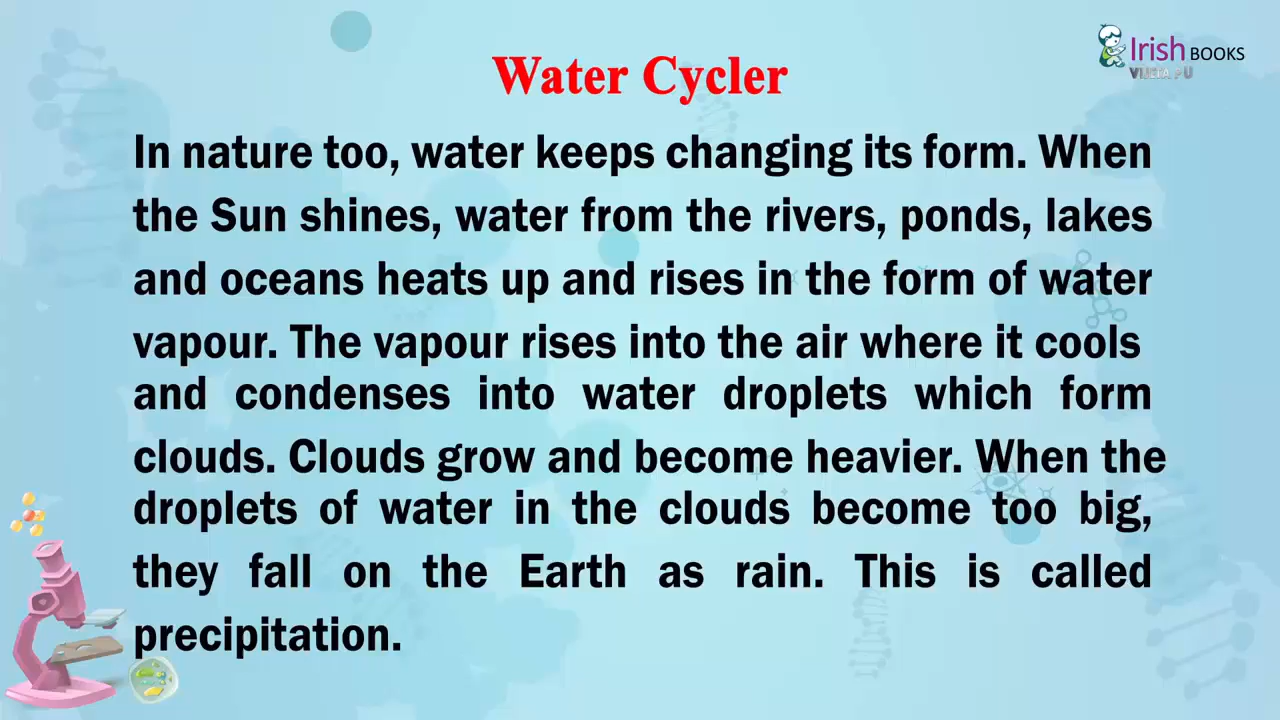 Irish BOOKS
Water Cycler
In nature too, water keeps changing its form. When
the Sun shines, water from the rivers, ponds, lakes
and oceans heats up and rises in the form of water
vapour. The vapour rises into the air where it cools
and condenses into water droplets which form
clouds. Clouds grow and become heavier. When the
droplets of water in the clouds become too big,
they fall on the Earth as rain. This is called
precipitation.